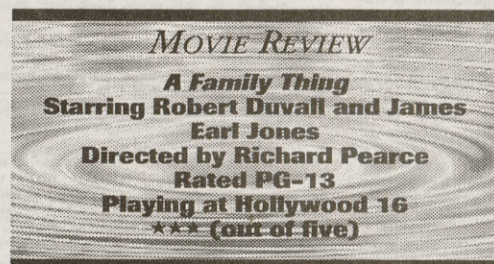 MOVIE REVIEW
A Family Thing
Starring Robert Duvall and James
Earl Jones
Directed by Richard Pearce
Rated PG-13
Playing at Hollywood 16
★★★ (out of five)